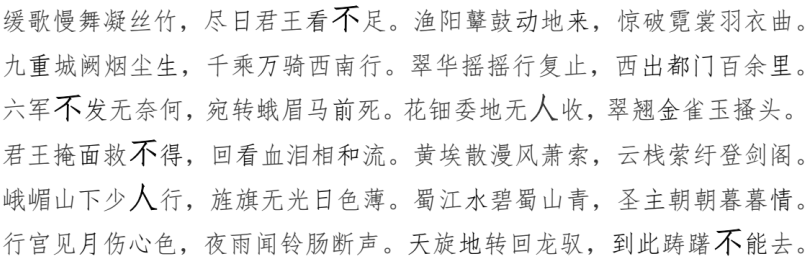 缓歌慢舞凝丝竹，尽日君王看不足。渔阳鼙鼓动地来，惊破霓裳羽衣曲。
九重城阙烟尘生，千乘万骑西南行。翠华摇摇行复止，西出都门百余里。
六军不发无奈何，宛转蛾眉马前死。花钿委地无人收，翠翘金雀玉搔头。
君王掩面救不得，回看血泪相和流。黄埃散漫风萧索，云栈萦纡登剑阁。
峨嵋山下少人行，旌旗无光日色薄。蜀江水碧蜀山青，圣主朝朝暮暮情。
行宫见月伤心色，夜雨闻铃肠断声。天旋地转回龙驭，到此踌躇不能去。